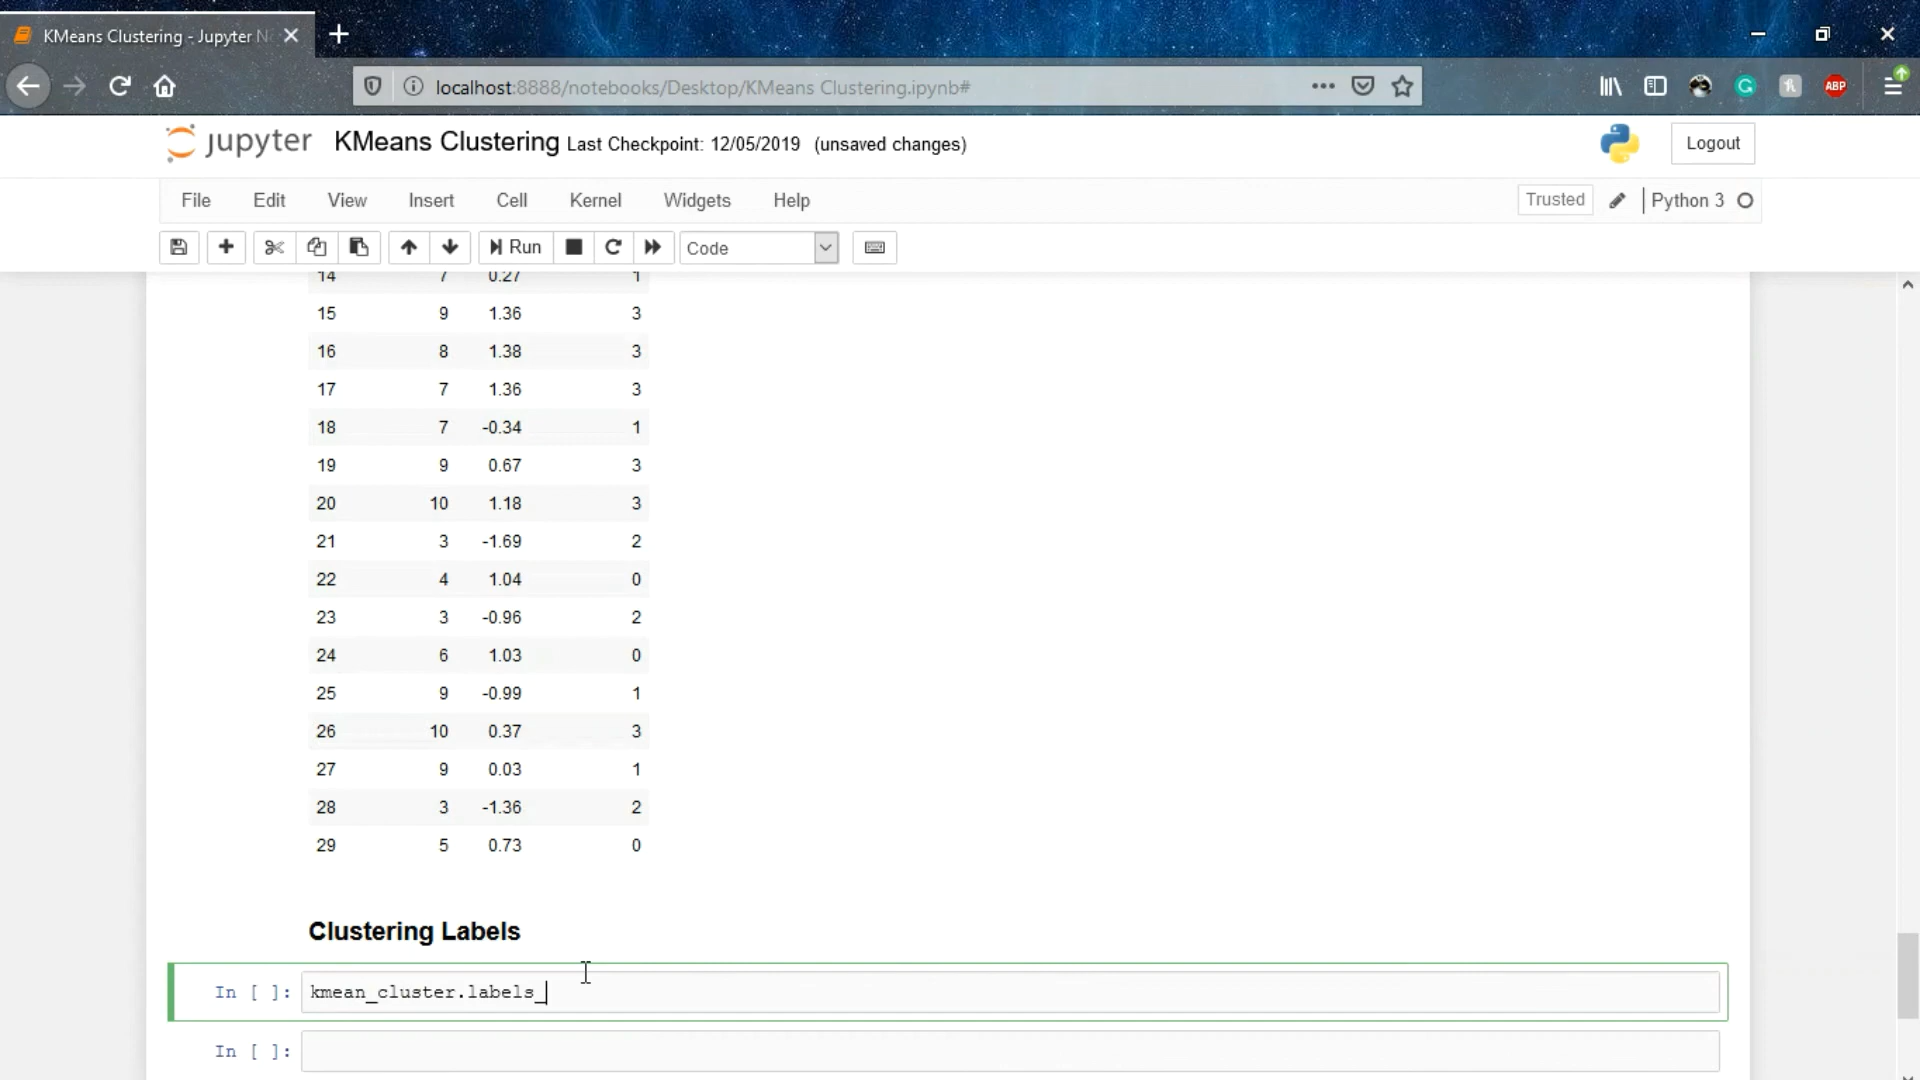 KMeans Clustering - Jupyter N
localhost:8888/notebooks/Desktop/KMeans Clustering.ipynb#
ABP
jupyter KMeans Clustering Last Checkpoint: 12/05/2019 (unsaved changes)
Logout
File Edit View Insert Cell Kernel Widgets Help
Trusted Python 3
Run Code
14 7 0.27 1
15 9 1.36 3
16 8 1.38 3
17 7 1.36 3
18 7 -0.34 1
19 9 0.67 3
20 10 1.18 3
21 3 -1.69 2
22 4 1.04 0
23 3 -0.96 2
24 6 1.03 0
25 9 -0.99 1
26 10 0.37 3
27 9 0.03 1
28 3 -1.36 2
29 5 0.73 0
Clustering Labels
In [ ]: kmean_cluster.labels_
In [ ]: